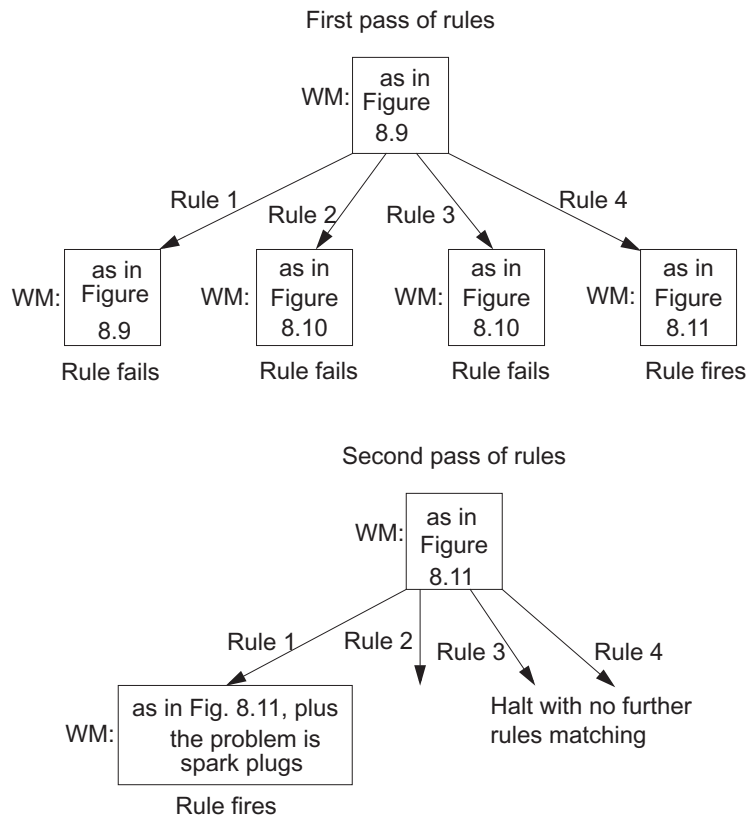 First pass of rules
WM:
as in
Figure
8.9
Rule 1
Rule 2
Rule 3
Rule 4
WM:
as in
Figure
8.9
WM:
as in
Figure
8.10
WM:
as in
Figure
8.10
WM:
as in
Figure
8.11
Rule fails
Rule fails
Rule fails
Rule fires
Second pass of rules
WM:
as in
Figure
8.11
Rule 1
Rule 2
Rule 3
Rule 4
WM:
as in Fig. 8.11, plus
the problem is
spark plugs
Halt with no further
rules matching
Rule fires